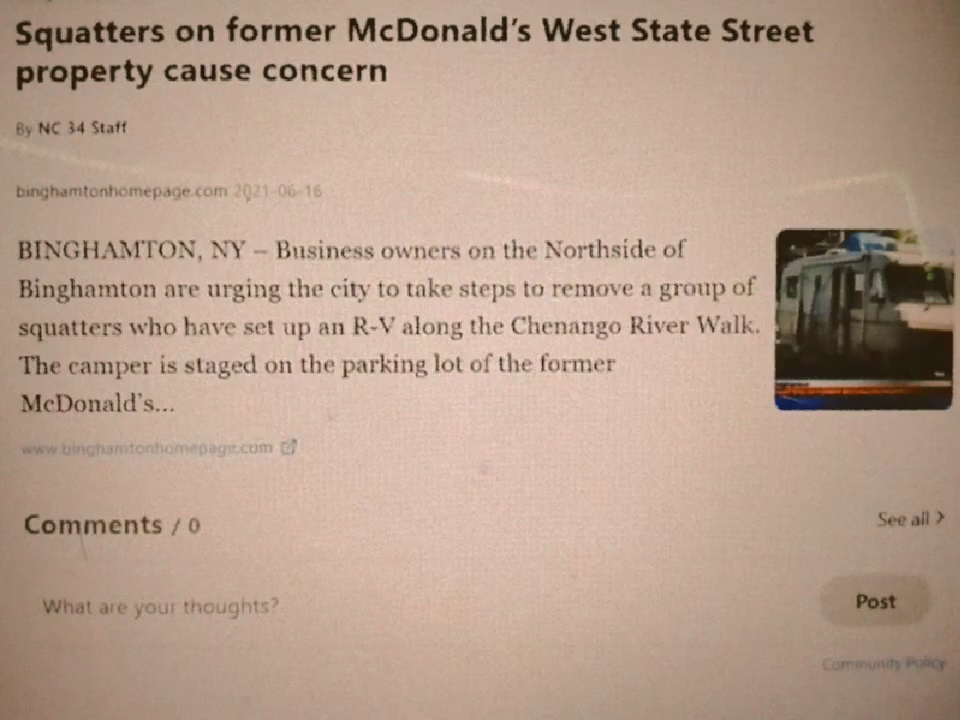 Squatters on former McDonald's West State Street
property cause concern
By NC 34 Staff
binghamtonhomepage.com 2021-06-16
BINGHAMTON, NY – Business owners on the Northside of
Binghamton are urging the city to take steps to remove a group of
squatters who have set up an R-V along the Chenango River Walk.
The camper is staged on the parking lot of the former
McDonald's...
www.binghamtonhomepage.com
Comments / 0
See all >
What are your thoughts?
Post
Community Policy